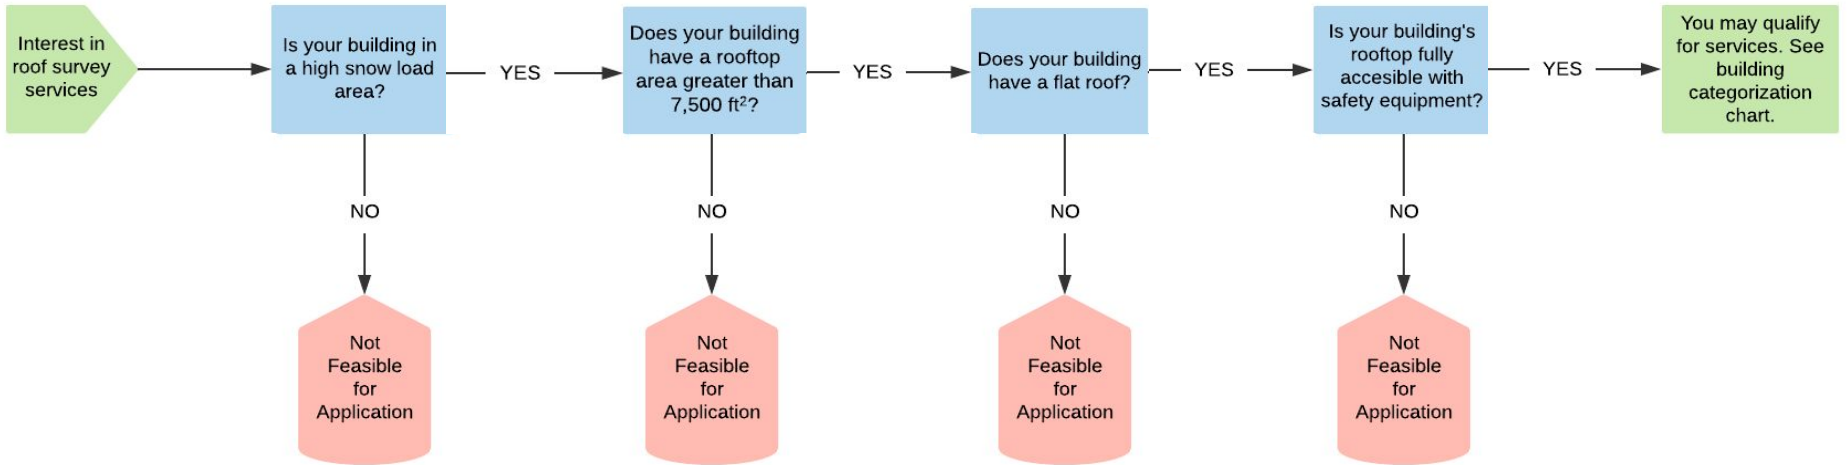 Interest in
roof survey
services
Is your building in
a high snow load
area?
YES
Does your building
have a rooftop
area greater than
7,500 ft²?
YES
Does your building
have a flat roof?
YES
Is your building's
rooftop fully
accesible with
safety equipment?
YES
You may qualify
for services. See
building
categorization
chart.
NO
NO
NO
NO
Not
Feasible
for
Application
Not
Feasible
for
Application
Not
Feasible
for
Application
Not
Feasible
for
Application